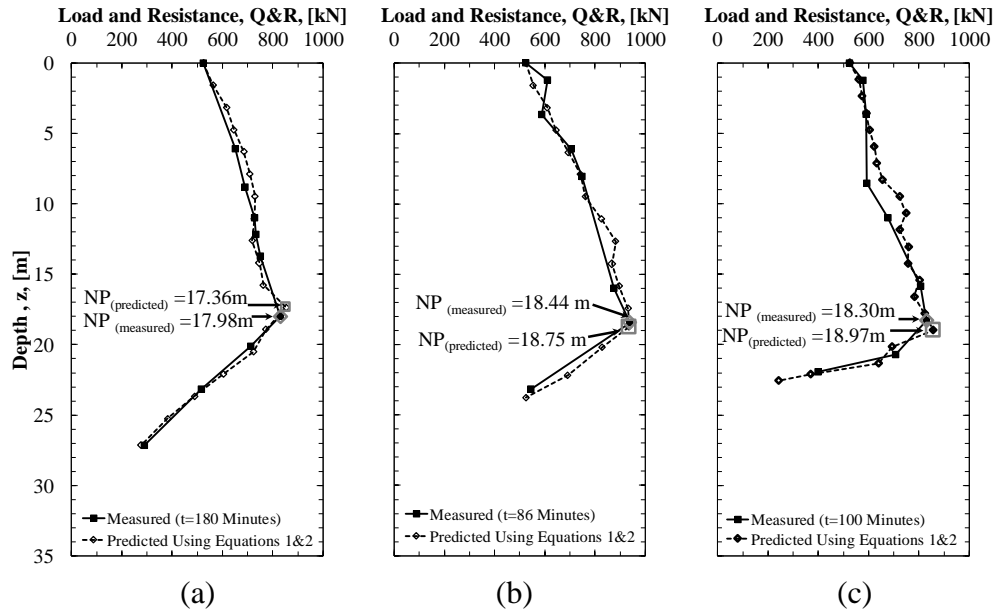 Load and Resistance, Q&R, [kN]
0 200 400 600 800 1000
Depth , z, [m]
0
5
10
15
20
25
30
35
NP(predicted) =17.36m
NP (measured) =17.98m
Measured (t=180 Minutes)
Predicted Using Equations 1&2
(a)
Load and Resistance, Q&R, [kN]
0 200 400 600 800 1000
NP (measured) =18.44 m
NP(predicted) =18.75 m
Measured (t=86 Minutes)
Predicted Using Equations 1&2
(b)
Load and Resistance, Q&R, [kN]
0 200 400 600 800 1000
NP (measured) =18.30 m
NP(predicted) =18.97 m
Measured (t=100 Minutes)
Predicted Using Equations 1&2
(c)